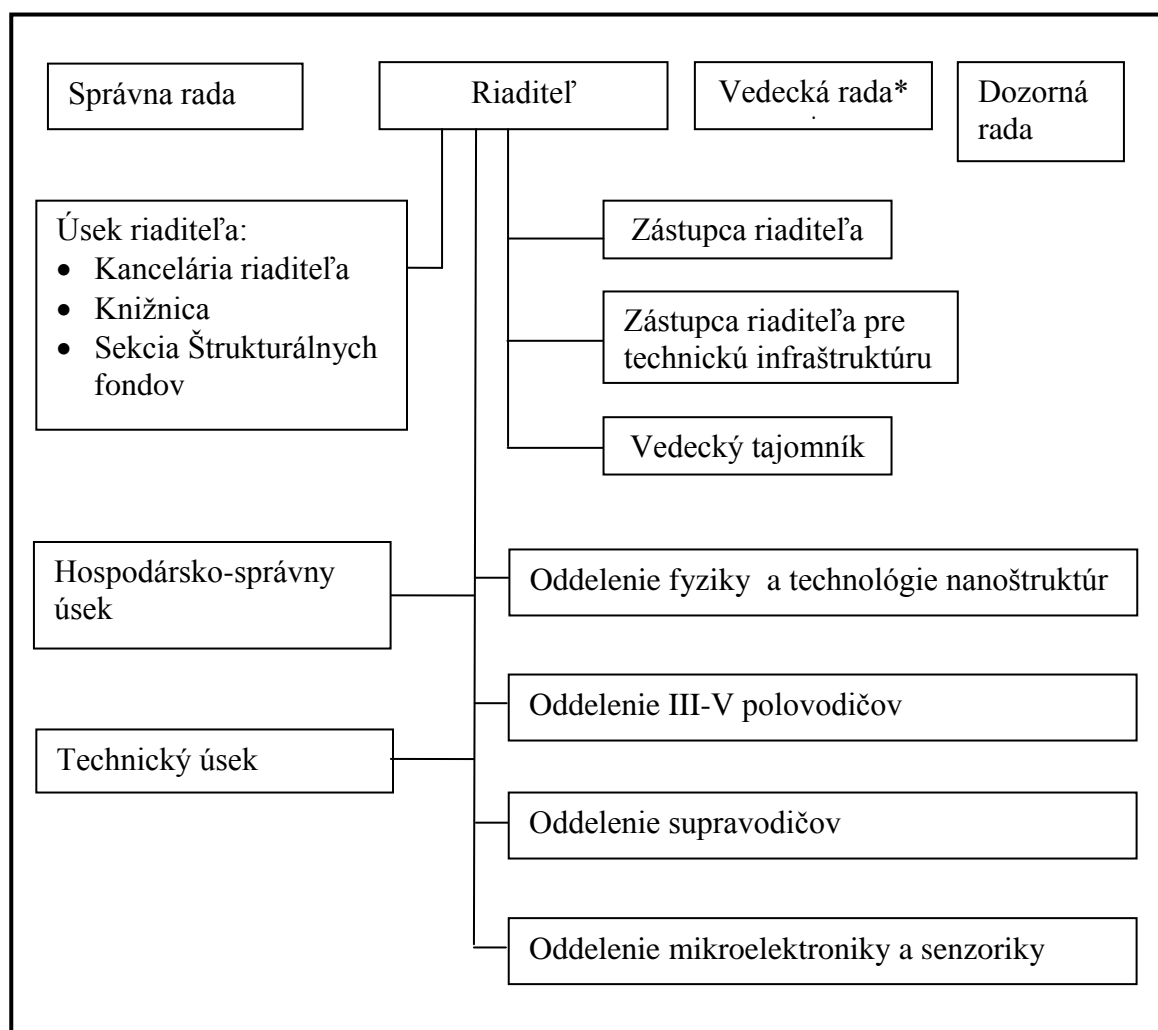 Správna rada
Riaditeľ
Vedecká rada*
.
Dozorná
rada
Úsek riaditeľa:
• Kancelária riaditeľa
• Knižnica
• Sekcia Štrukturálnych
fondov
Zástupca riaditeľa
Zástupca riaditeľa pre
technickú infraštruktúru
Vedecký tajomník
Hospodársko-správny
úsek
Technický úsek
Oddelenie fyziky  a technológie nanoštruktúr
Oddelenie III-V polovodičov
Oddelenie supravodičov
Oddelenie mikroelektroniky a senzoriky